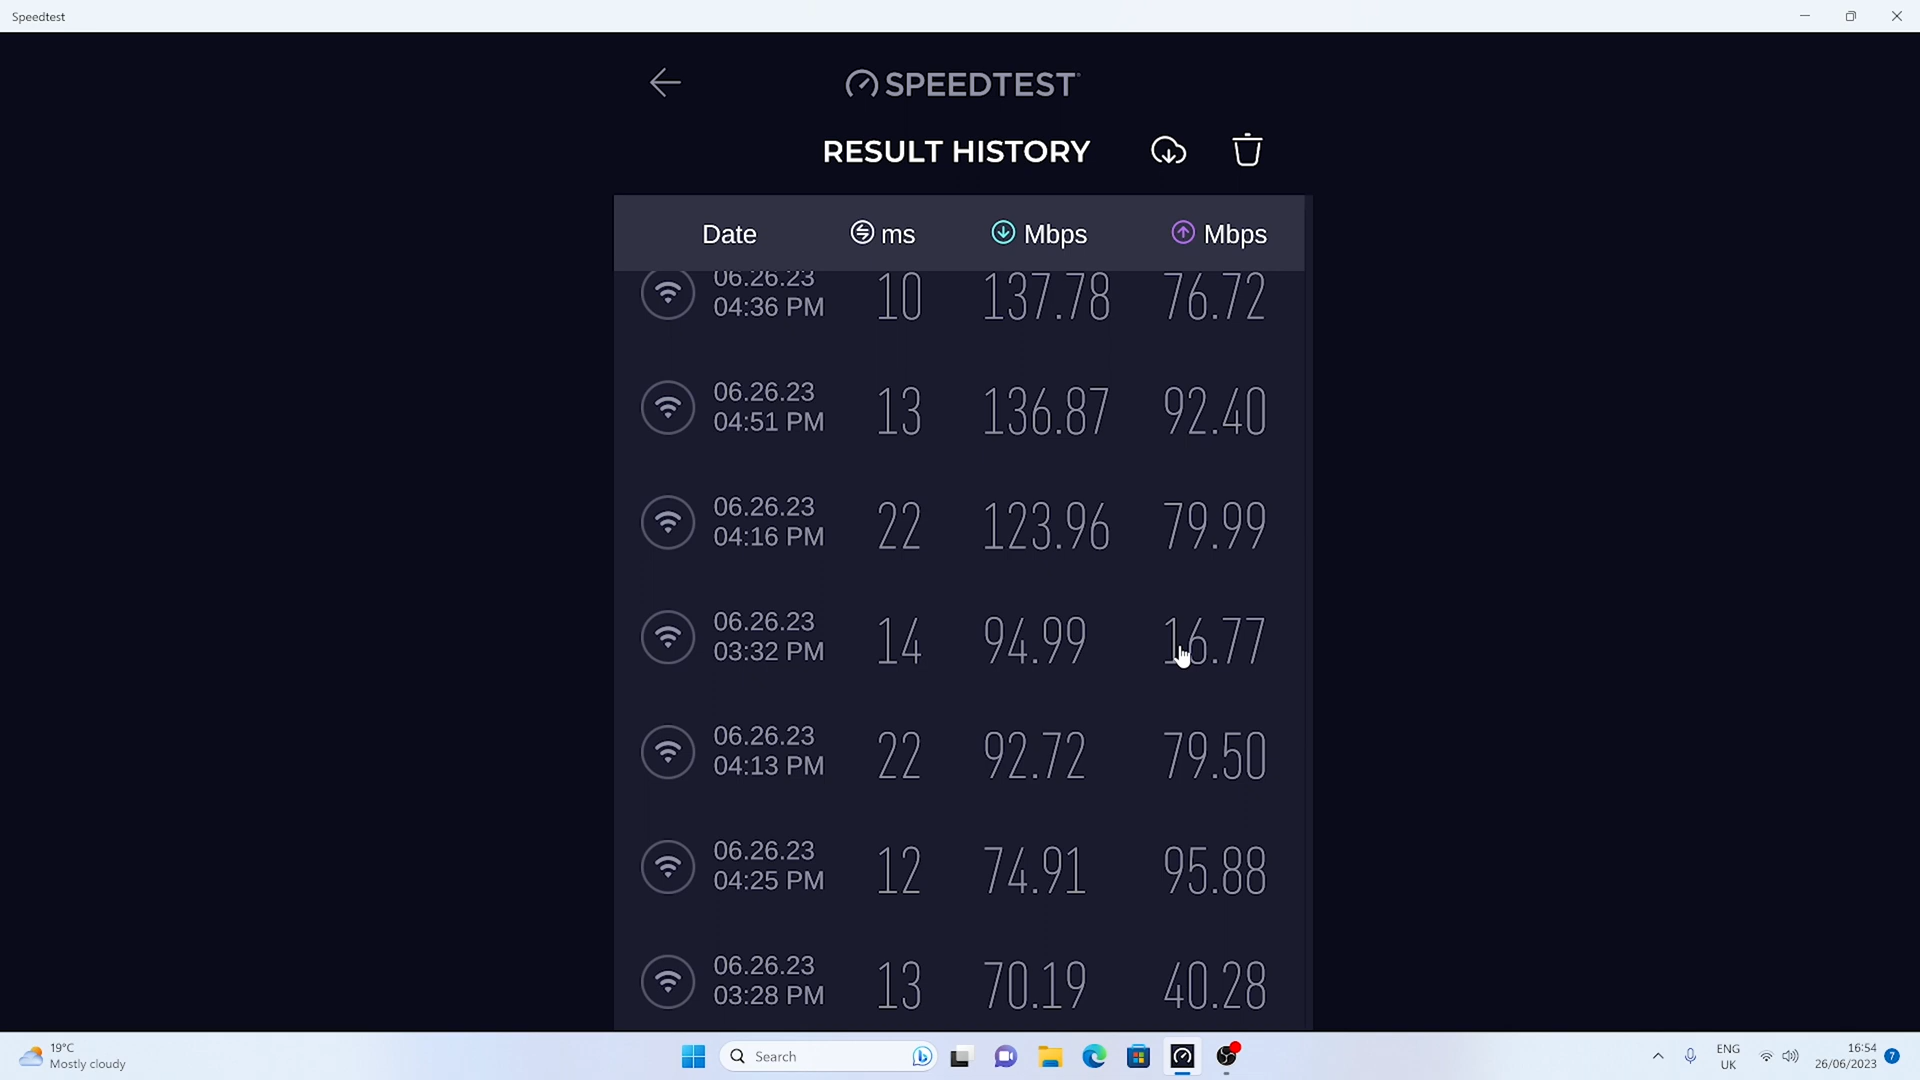 Speedtest
SPEEDTEST
RESULT HISTORY
Date ms Mbps Mbps
06.26.23
04:36 PM 10 137.78 76.72
06.26.23
04:51 PM 13 136.87 92.40
06.26.23
04:16 PM 22 123.96 79.99
06.26.23
03:32 PM 14 94.99 16.77
06.26.23
04:13 PM 22 92.72 79.50
06.26.23
04:25 PM 12 74.91 95.88
06.26.23
03:28 PM 13 70.19 40.28
19°C
Mostly cloudy
Search
ENG
UK
16:54
26/06/2023
7